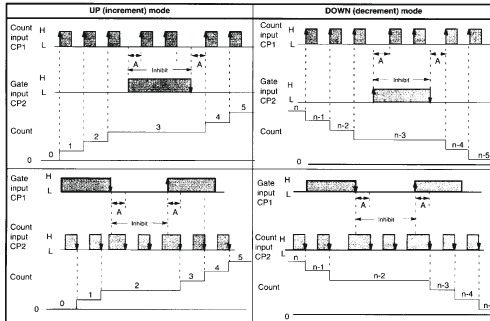 UP (increment) mode
DOWN (decrement) mode
Count
input
CP1
H
L
A
A
Inhibit
Gate
input
CP2
H
L
Count
0
1
2
3
4
5
Count
input
CP1
H
L
A
A
Inhibit
Gate
input
CP2
H
L
Count
n
n-1
n-2
n-3
n-4
n-5
0
Gate
input
CP1
H
L
A
A
Inhibit
Count
input
CP2
H
L
Count
0
0
1
2
3
4
5
Gate
input
CP1
H
L
A
A
Inhibit
Count
input
CP2
H
L
Count
n
n-1
n-2
n-3
n-4
n-
0